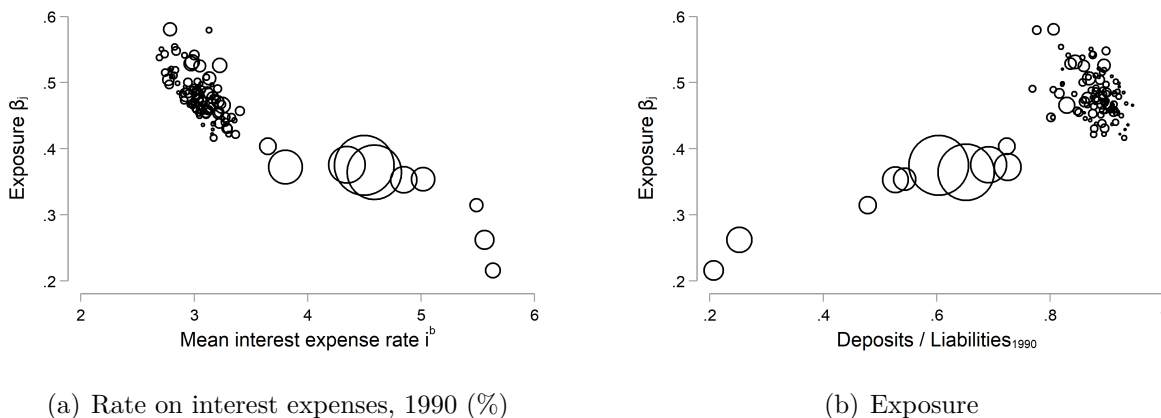 .6
.5
.4
.3
.2
Exposure βj
2 3 4 5 6
Mean interest expense rate i^b
(a) Rate on interest expenses, 1990 (%)
.6
.5
.4
.3
.2
Exposure βj
.2 .4 .6 .8 1
Deposits / Liabilities1990
(b) Exposure